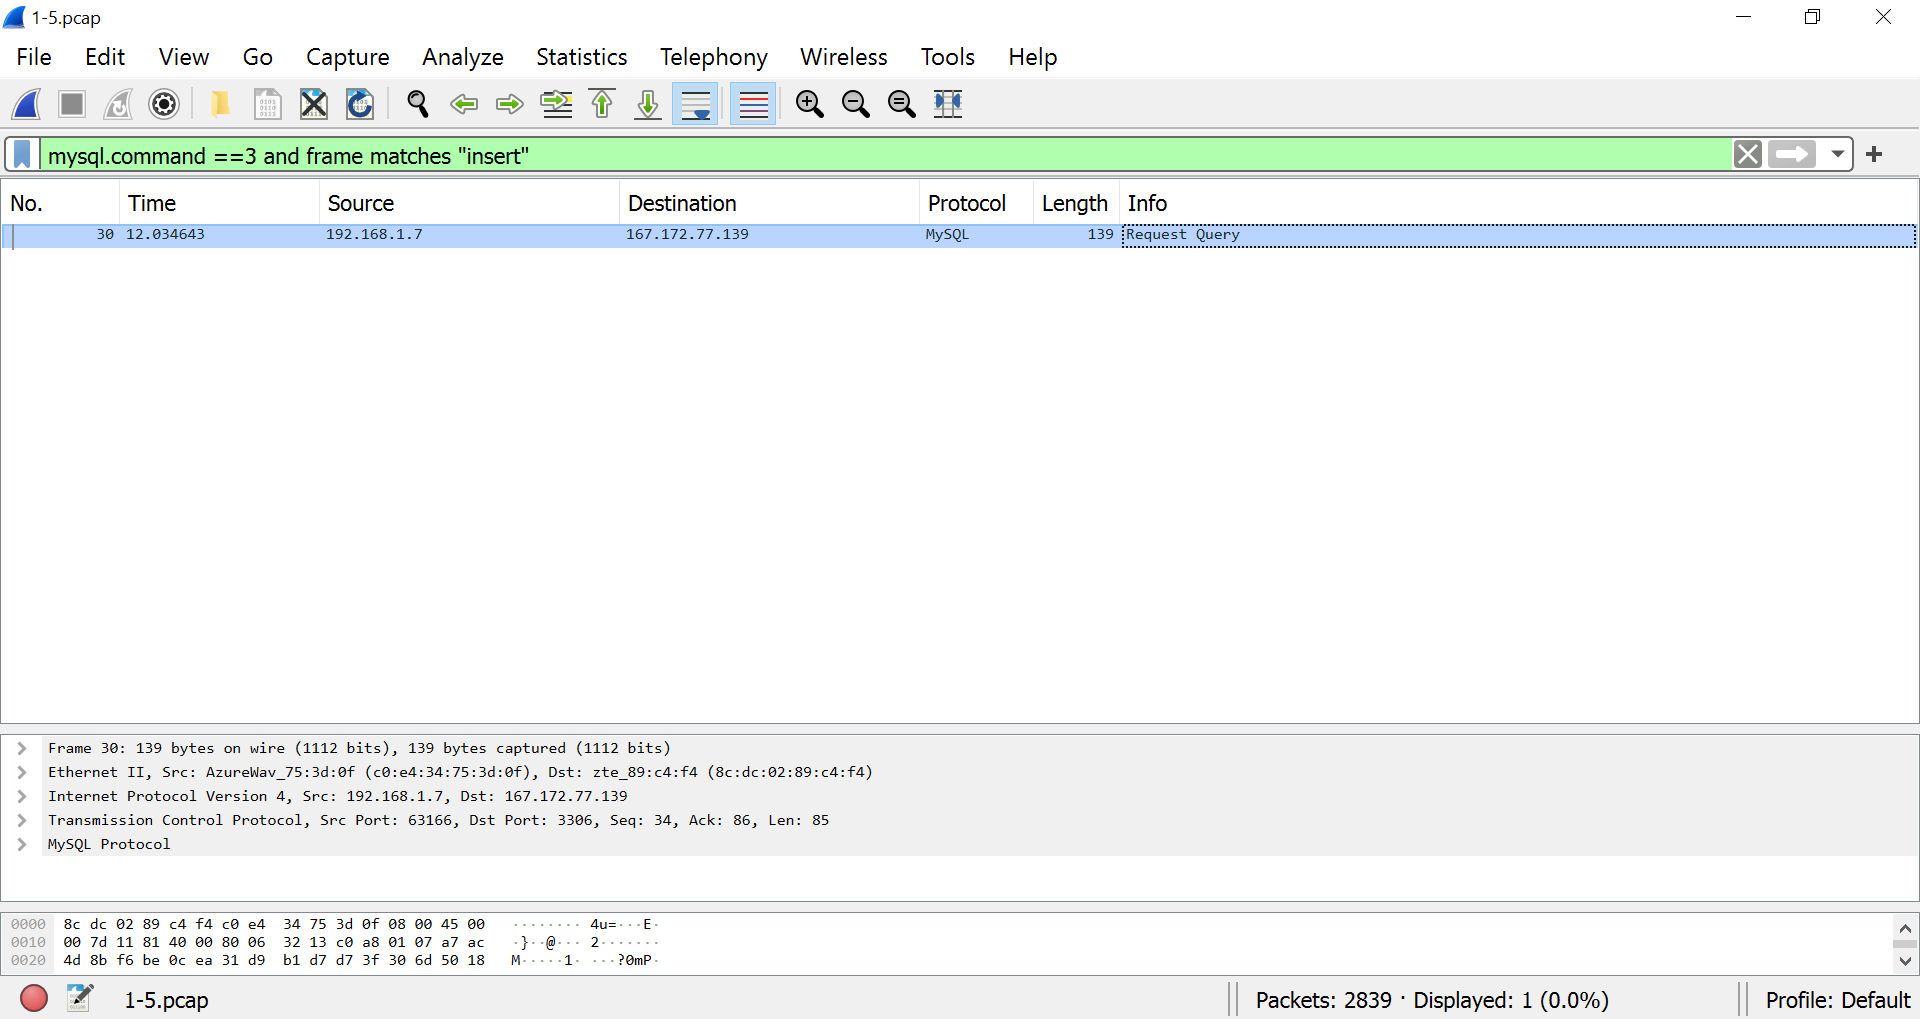 1-5.pcap
File Edit View Go Capture Analyze Statistics Telephony Wireless Tools Help
mysql.command ==3 and frame matches "insert"
No. Time Source Destination Protocol Length Info
30 12.034643 192.168.1.7 167.172.77.139 MySQL 139 Request Query
Frame 30: 139 bytes on wire (1112 bits), 139 bytes captured (1112 bits)
Ethernet II, Src: AzureWav_75:3d:0f (c0:e4:34:75:3d:0f), Dst: zte_89:c4:f4 (8c:dc:02:89:c4:f4)
Internet Protocol Version 4, Src: 192.168.1.7, Dst: 167.172.77.139
Transmission Control Protocol, Src Port: 63166, Dst Port: 3306, Seq: 34, Ack: 86, Len: 85
MySQL Protocol
0000 8c dc 02 89 c4 f4 c0 e4 34 75 3d 0f 08 00 45 00 ········ 4u=···E·
0010 00 7d 11 81 40 00 80 06 32 13 c0 a8 01 07 a7 ac ·}··@··· 2·······
0020 4d 8b f6 be 0c ea 31 d9 b1 d7 d7 3f 30 6d 50 18 M·····1· ···?0mP·
1-5.pcap
Packets: 2839 · Displayed: 1 (0.0%)
Profile: Default